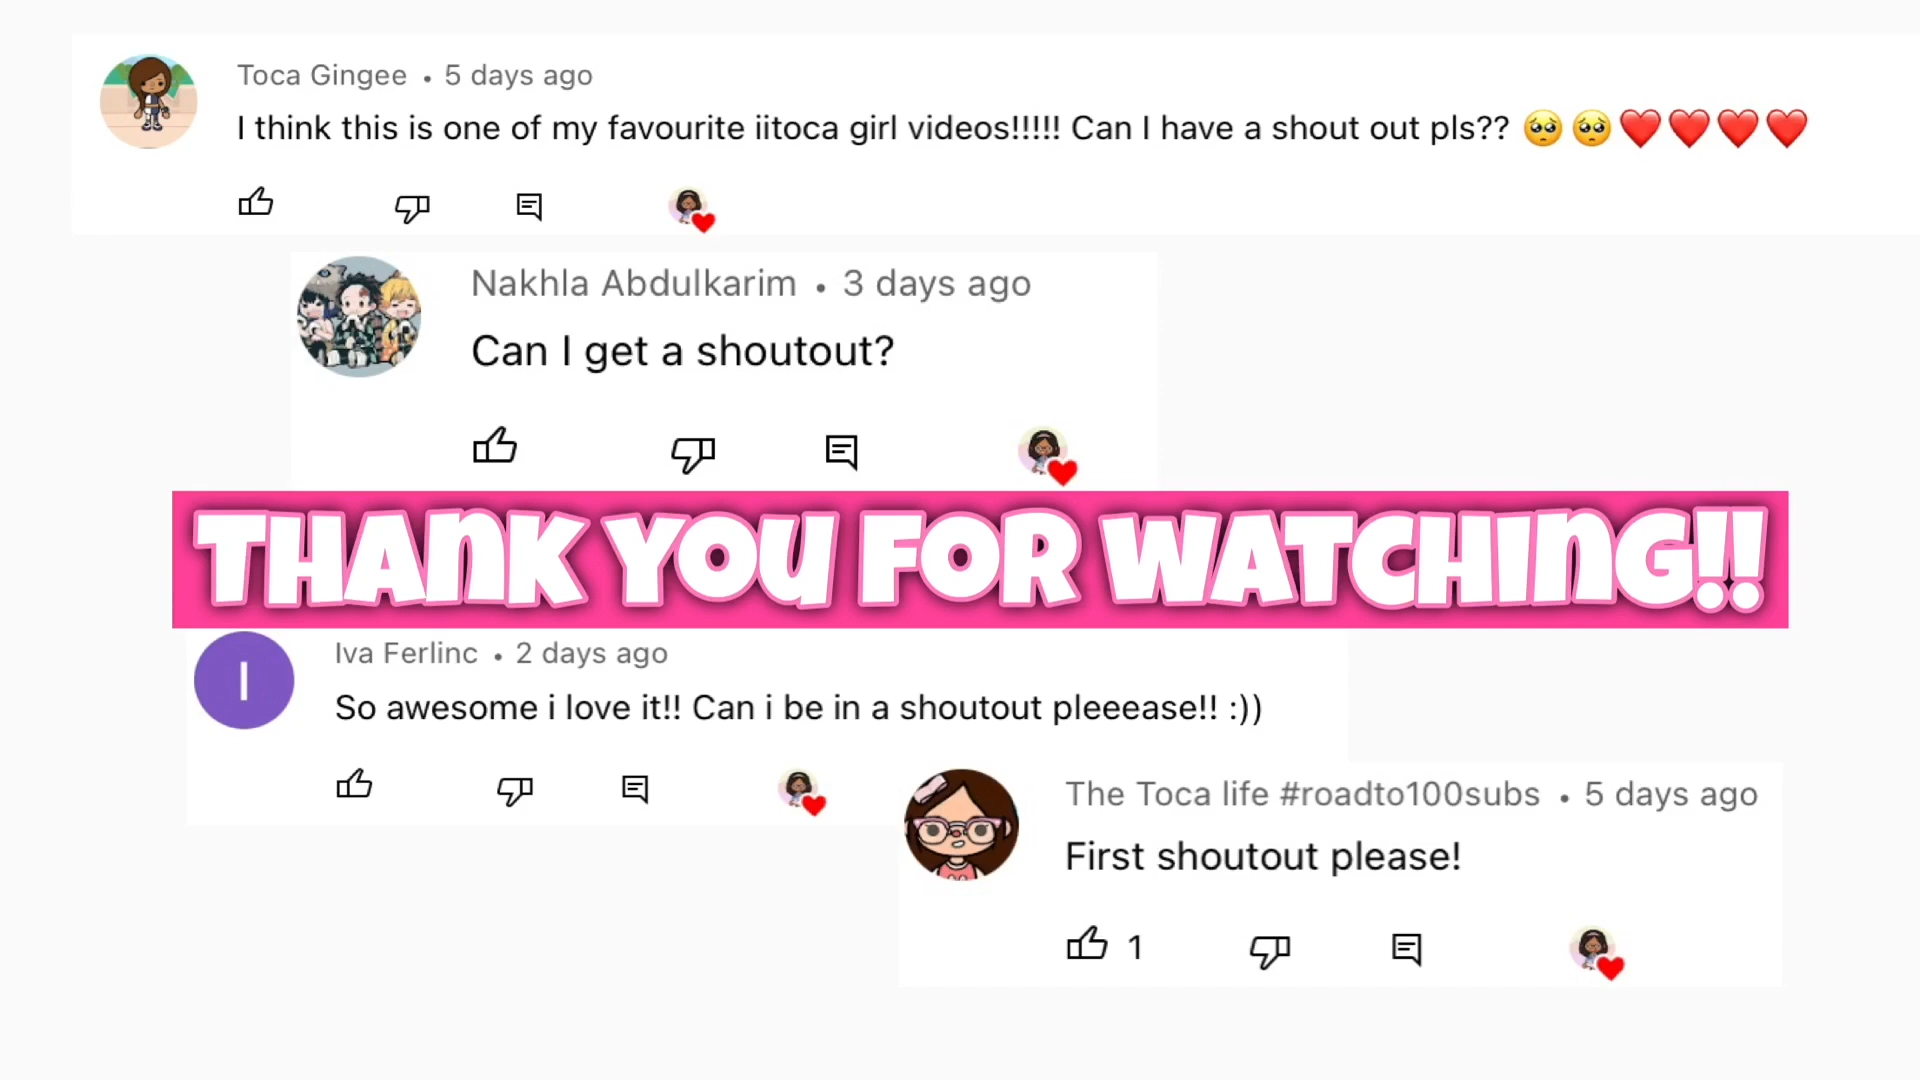 Toca Gingee • 5 days ago
I think this is one of my favourite iitoca girl videos!!!!! Can I have a shout out pls?? 🥺🥺❤️❤️❤️❤️
Nakhla Abdulkarim • 3 days ago
Can I get a shoutout?
THANK YOU FOR WATCHING!!
I
Iva Ferlinc • 2 days ago
So awesome i love it!! Can i be in a shoutout pleeease!! :))
The Toca life #roadto100subs • 5 days ago
First shoutout please!
1